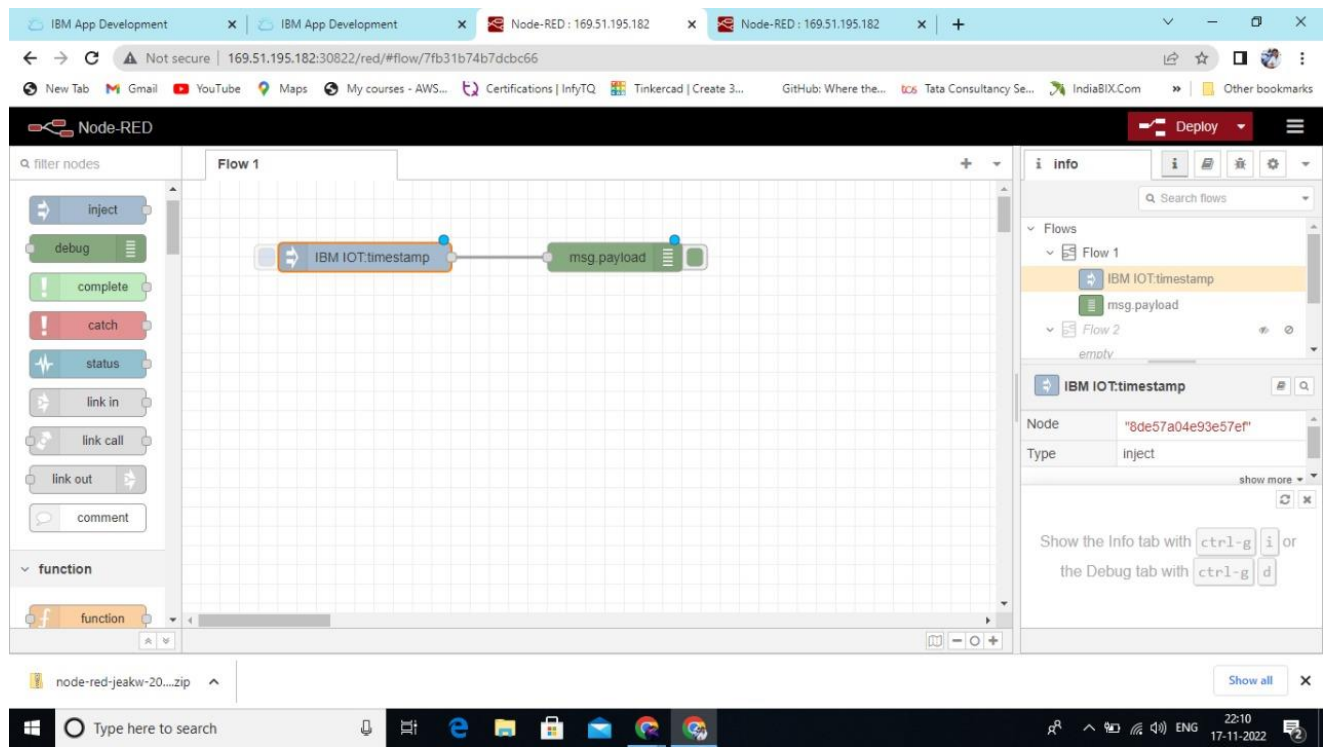 IBM App Development
IBM App Development
Node-RED : 169.51.195.182
Node-RED : 169.51.195.182
Not secure | 169.51.195.182:30822/red/#flow/7fb31b74b7dcbc66
New Tab
Gmail
YouTube
Maps
My courses - AWS...
Certifications | InfyTQ
Tinkercad | Create 3...
GitHub: Where the...
tcs Tata Consultancy Se...
IndiaBIX.Com
»
Other bookmarks
Node-RED
Deploy
filter nodes
Flow 1
i info
inject
debug
complete
catch
status
link in
link call
link out
comment
function
function
IBM IOT:timestamp
msg.payload
Search flows
Flows
Flow 1
IBM IOT:timestamp
msg.payload
Flow 2
empty
IBM IOT:timestamp
Node "8de57a04e93e57ef"
Type inject
show more
Show the Info tab with ctrl-g i or
the Debug tab with ctrl-g d
node-red-jeakw-20....zip
Show all
Type here to search
ENG
22:10
17-11-2022
2